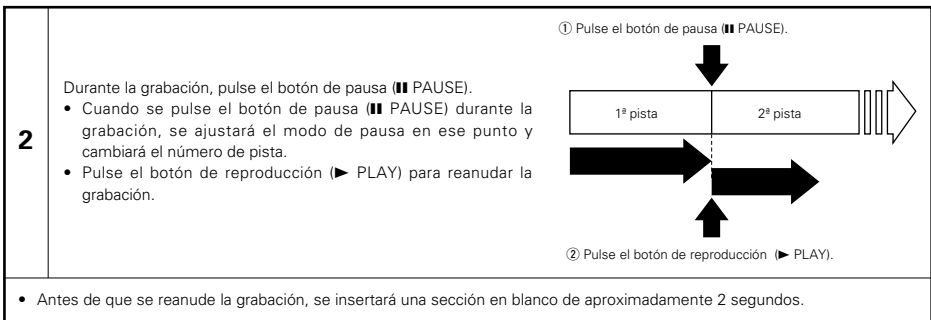 2
Durante la grabación, pulse el botón de pausa (❚❚ PAUSE).
• Cuando se pulse el botón de pausa (❚❚ PAUSE) durante la
grabación, se ajustará el modo de pausa en ese punto y
cambiará el número de pista.
• Pulse el botón de reproducción (► PLAY) para reanudar la
grabación.
① Pulse el botón de pausa (❚❚ PAUSE).
1ª pista 2ª pista
② Pulse el botón de reproducción (► PLAY).
• Antes de que se reanude la grabación, se insertará una sección en blanco de aproximadamente 2 segundos.